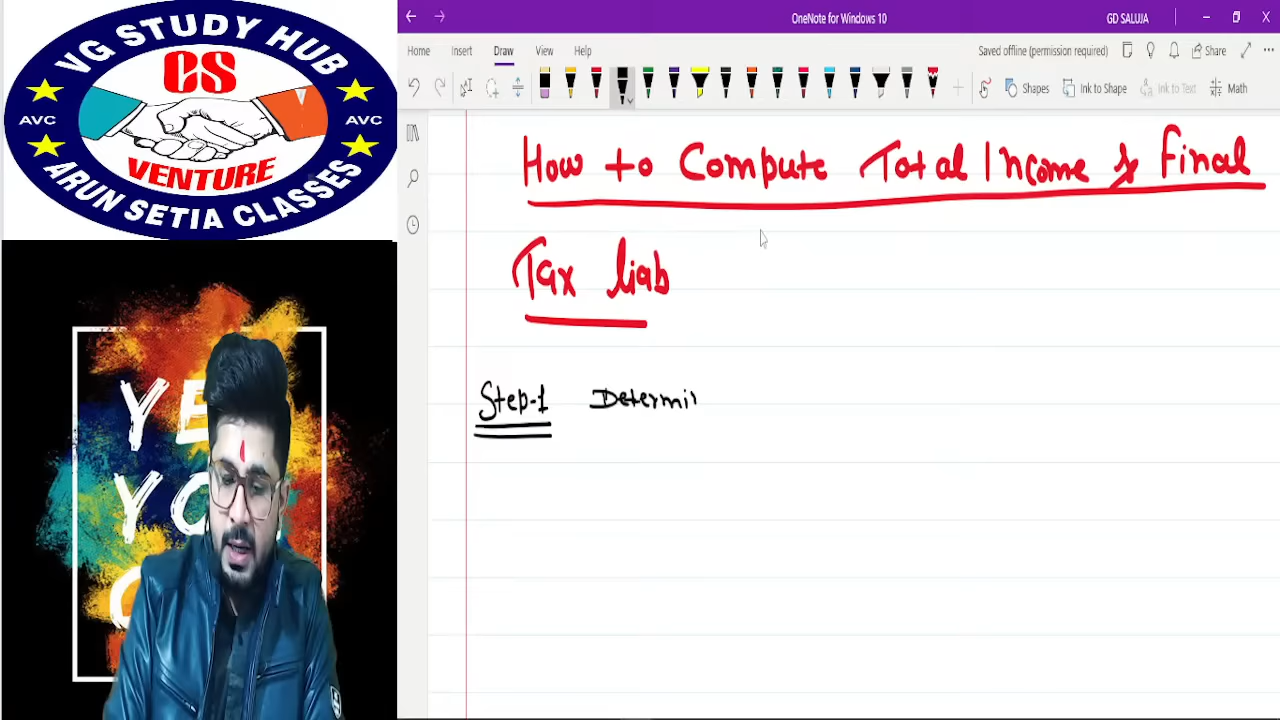 VG STUDY HUB
CS
AVC
AVC
VENTURE
ARUN SETIA CLASSES
YE
YO
OneNote for Windows 10
GD SALUJA
Home
Insert
Draw
View
Help
Saved offline (permission required)
Share
Shapes
Ink to Shape
Ink to Text
Math
How to Compute Total Income & Final
Tax liab
Step-1 Determi